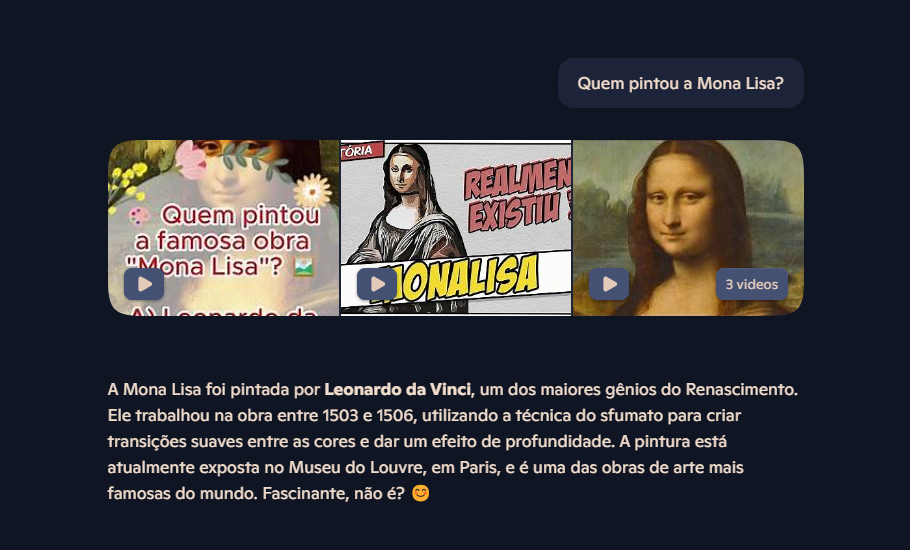 Quem pintou a Mona Lisa?
🎨 Quem pintou
a famosa obra
"Mona Lisa"? 🖼️
A) Leonardo da
TÓRIA
REALMEN
EXISTIU ?
MONALISA
3 videos
A Mona Lisa foi pintada por Leonardo da Vinci, um dos maiores gênios do Renascimento.
Ele trabalhou na obra entre 1503 e 1506, utilizando a técnica do sfumato para criar
transições suaves entre as cores e dar um efeito de profundidade. A pintura está
atualmente exposta no Museu do Louvre, em Paris, e é uma das obras de arte mais
famosas do mundo. Fascinante, não é? 😊